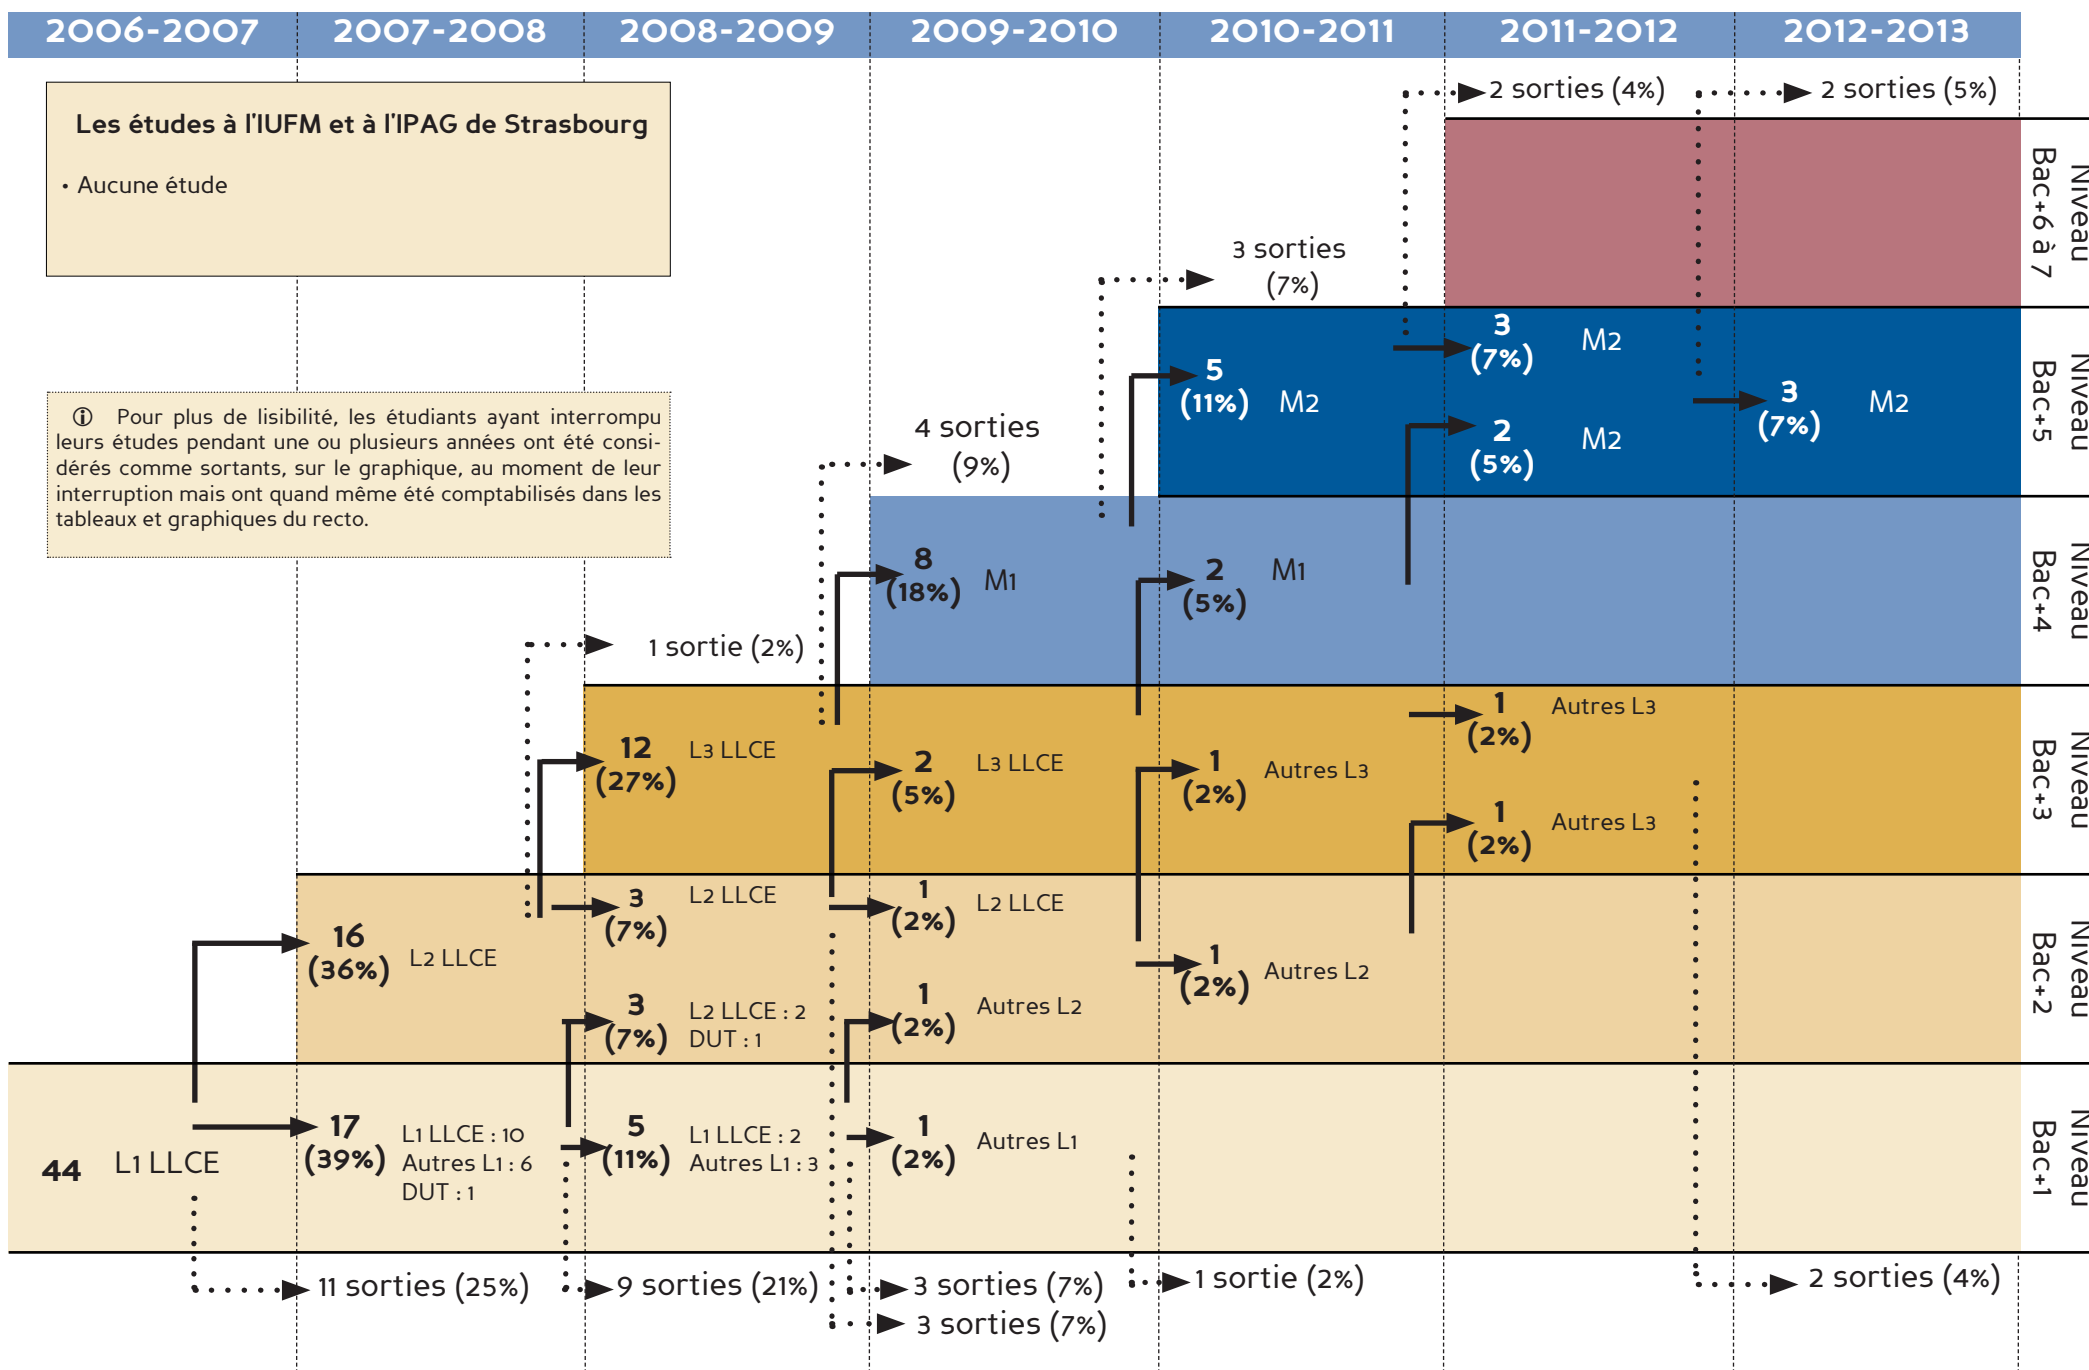 2006-2007 2007-2008 2008-2009 2009-2010 2010-2011 2011-2012 2012-2013
Les études à l'IUFM et à l'IPAG de Strasbourg
• Aucune étude
Pour plus de lisibilité, les étudiants ayant interrompu
leurs études pendant une ou plusieurs années ont été consi-
dérés comme sortants, sur le graphique, au moment de leur
interruption mais ont quand même été comptabilisés dans les
tableaux et graphiques du recto.
2 sorties (4%)
2 sorties (5%)
Niveau
Bac+6 à 7
3 sorties
(7%)
5
(11%)
M2
3
(7%)
M2
2
(5%)
M2
3
(7%)
M2
Niveau
Bac+5
4 sorties
(9%)
8
(18%)
M1
2
(5%)
M1
Niveau
Bac+4
1 sortie (2%)
12
(27%)
L3 LLCE
2
(5%)
L3 LLCE
1
(2%)
Autres L3
1
(2%)
Autres L3
1
(2%)
Autres L3
Niveau
Bac+3
16
(36%)
L2 LLCE
3
(7%)
L2 LLCE
3
(7%)
L2 LLCE : 2
DUT : 1
1
(2%)
L2 LLCE
1
(2%)
Autres L2
1
(2%)
Autres L2
Niveau
Bac+2
44
L1 LLCE
17
(39%)
L1 LLCE : 10
Autres L1 : 6
DUT : 1
5
(11%)
L1 LLCE : 2
Autres L1 : 3
1
(2%)
Autres L1
Niveau
Bac+1
11 sorties (25%)
9 sorties (21%)
3 sorties (7%)
3 sorties (7%)
1 sortie (2%)
2 sorties (4%)